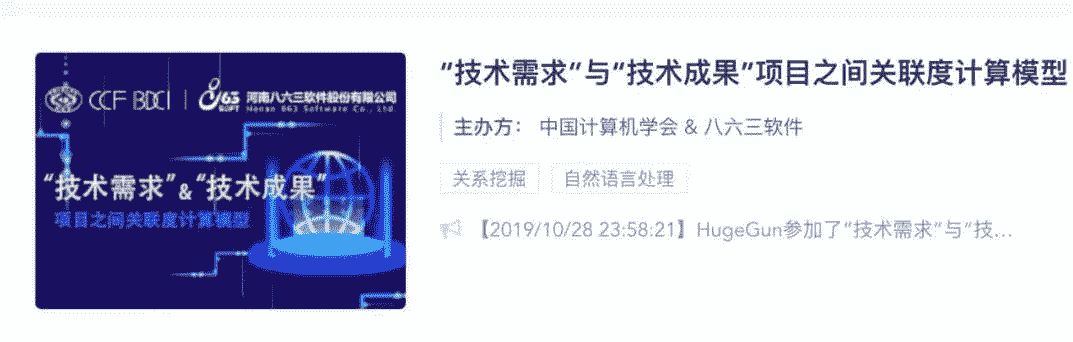 CCF BDCI | 863 SOFT 河南八六三软件股份有限公司
Henan 863 Software Co., Ltd.
“技术需求”&“技术成果”
项目之间关联度计算模型
“技术需求”与“技术成果”项目之间关联度计算模型
主办方： 中国计算机学会 & 八六三软件
关系挖掘 自然语言处理
【2019/10/28 23:58:21】HugeGun参加了“技术需求”与“技...